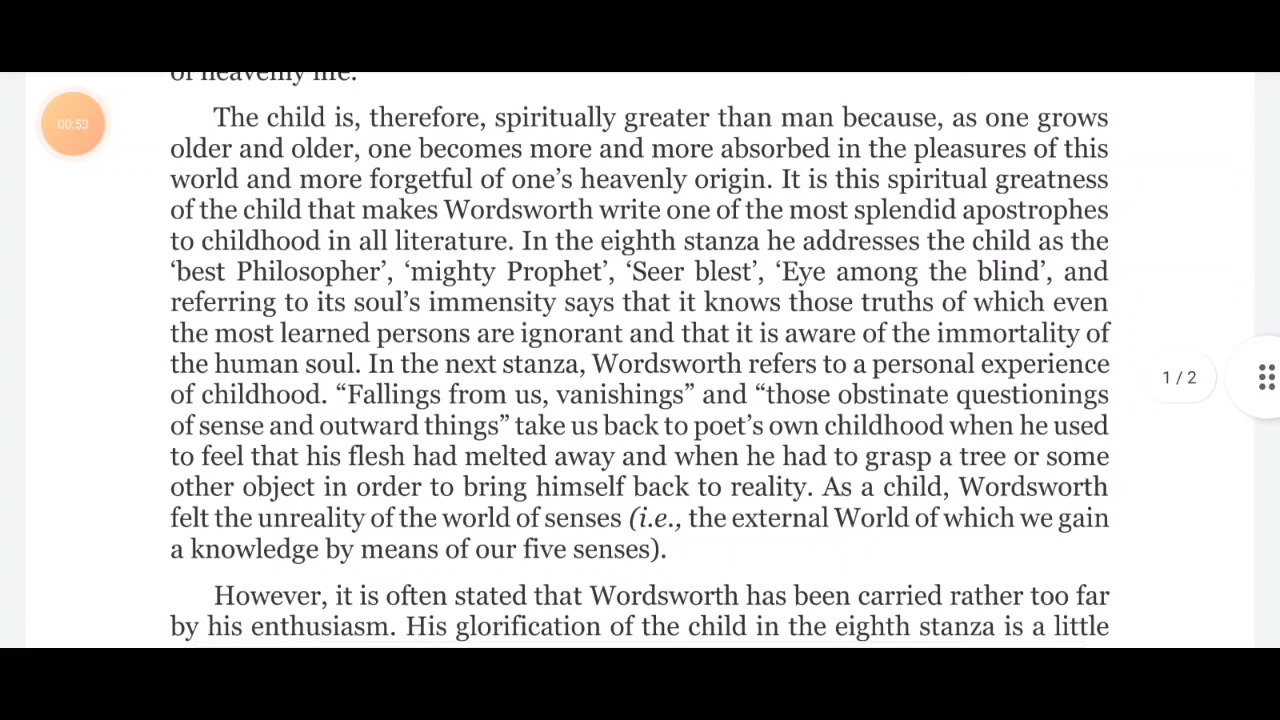 of heavenly life.
00:53
The child is, therefore, spiritually greater than man because, as one grows
older and older, one becomes more and more absorbed in the pleasures of this
world and more forgetful of one’s heavenly origin. It is this spiritual greatness
of the child that makes Wordsworth write one of the most splendid apostrophes
to childhood in all literature. In the eighth stanza he addresses the child as the
‘best Philosopher’, ‘mighty Prophet’, ‘Seer blest’, ‘Eye among the blind’, and
referring to its soul’s immensity says that it knows those truths of which even
the most learned persons are ignorant and that it is aware of the immortality of
the human soul. In the next stanza, Wordsworth refers to a personal experience
of childhood. “Fallings from us, vanishings” and “those obstinate questionings
of sense and outward things” take us back to poet’s own childhood when he used
to feel that his flesh had melted away and when he had to grasp a tree or some
other object in order to bring himself back to reality. As a child, Wordsworth
felt the unreality of the world of senses (i.e., the external World of which we gain
a knowledge by means of our five senses).
However, it is often stated that Wordsworth has been carried rather too far
by his enthusiasm. His glorification of the child in the eighth stanza is a little
1 / 2